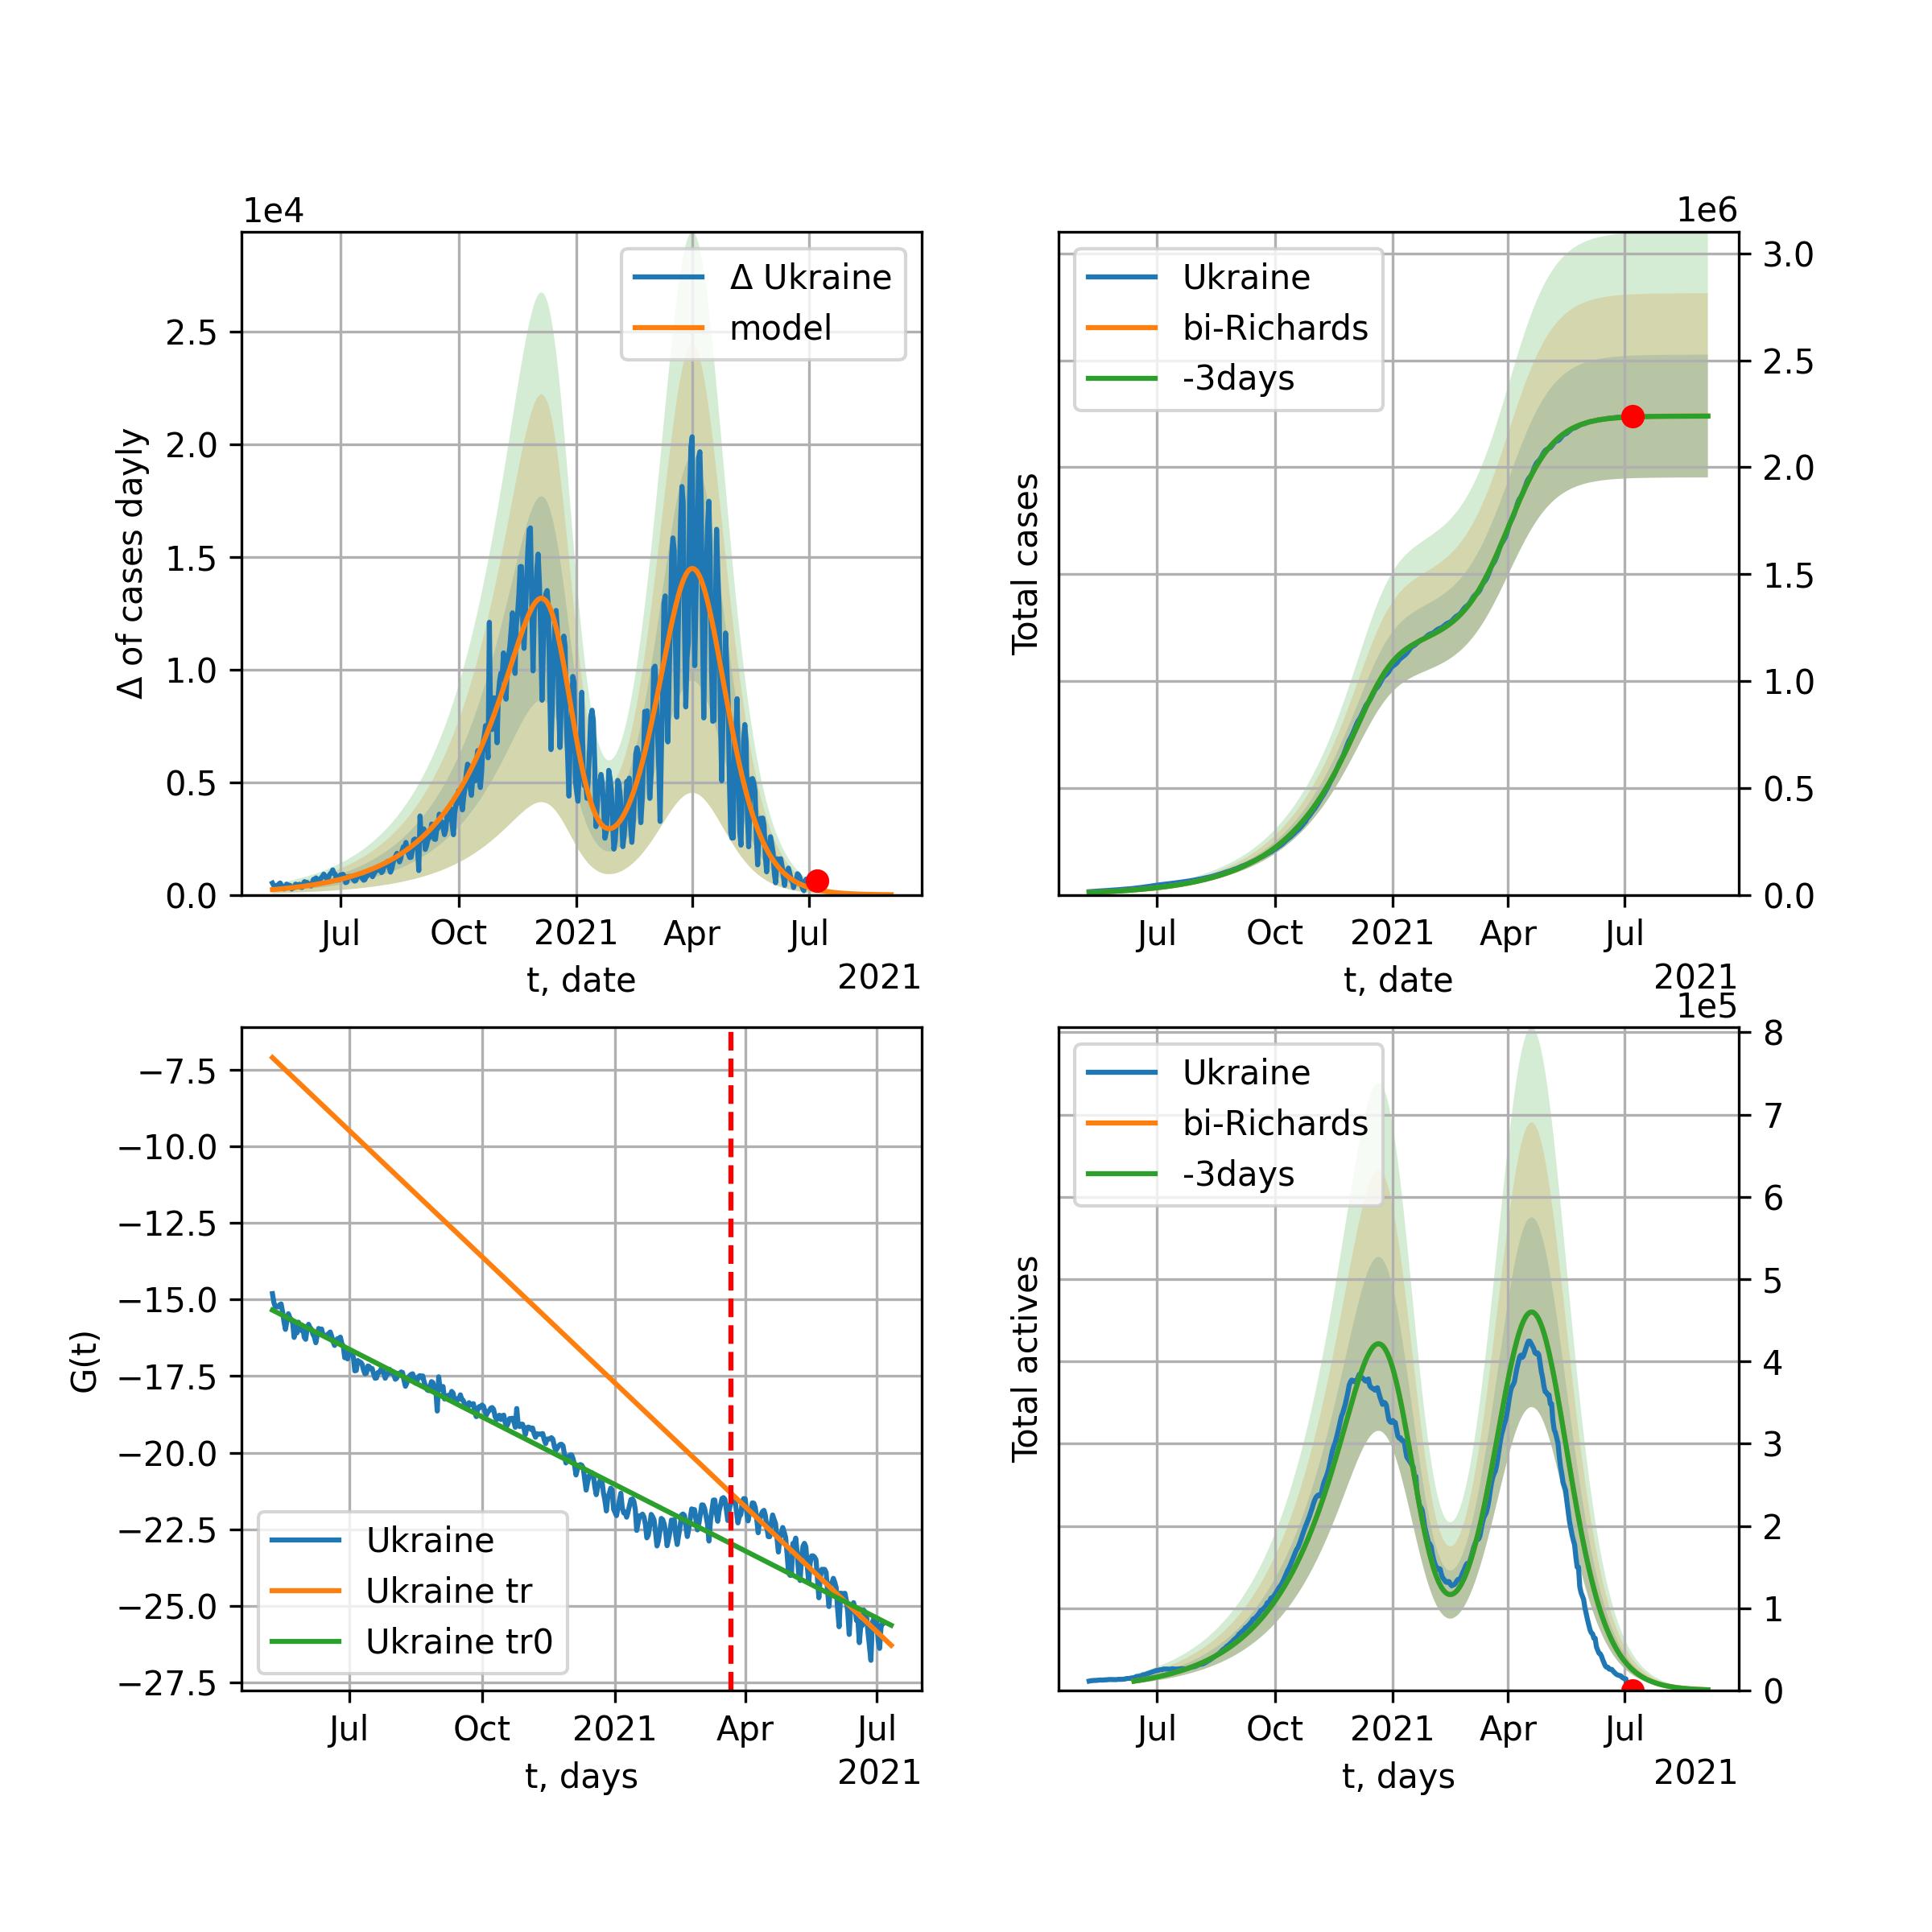 1e4
Δ Ukraine
model
2.5
2.0
1.5
1.0
0.5
0.0
Δ of cases dayly
Jul Oct 2021 Apr Jul
t, date
2021
1e6
Ukraine
bi-Richards
-3days
3.0
2.5
2.0
1.5
1.0
0.5
0.0
Total cases
Jul Oct 2021 Apr Jul
t, date
2021
−7.5
−10.0
−12.5
−15.0
−17.5
−20.0
−22.5
−25.0
−27.5
G(t)
Ukraine
Ukraine tr
Ukraine tr0
Jul Oct 2021 Apr Jul
t, days
2021
1e5
Ukraine
bi-Richards
-3days
8
7
6
5
4
3
2
1
0
Total actives
Jul Oct 2021 Apr Jul
t, days
2021